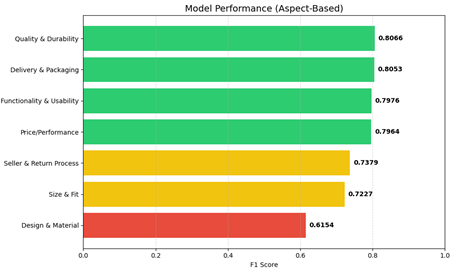 Model Performance (Aspect-Based)
Quality & Durability 0.8066
Delivery & Packaging 0.8053
Functionality & Usability 0.7976
Price/Performance 0.7964
Seller & Return Process 0.7379
Size & Fit 0.7227
Design & Material 0.6154
0.0 0.2 0.4 0.6 0.8 1.0
F1 Score